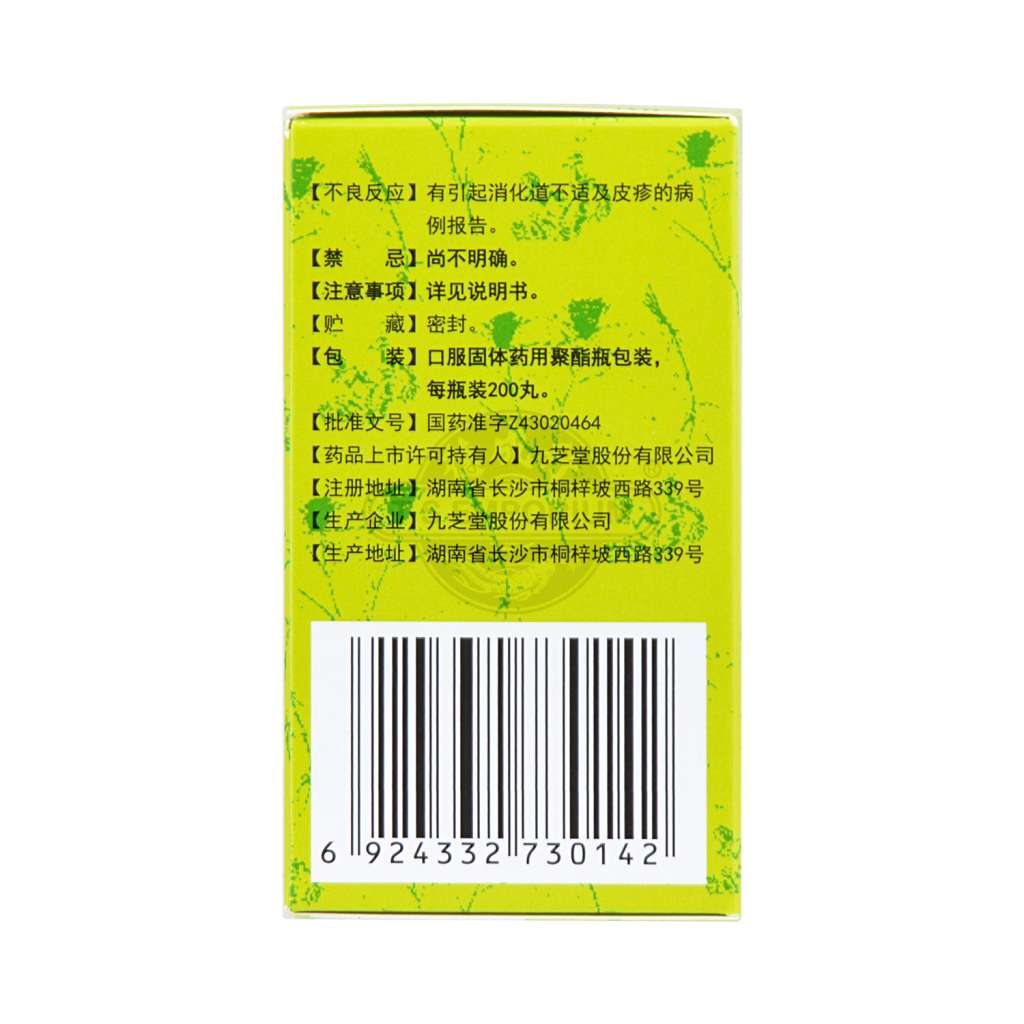 【不良反应】有引起消化道不适及皮疹的病
例报告。
【禁　　忌】尚不明确。
【注意事项】详见说明书。
【贮　　藏】密封。
【包　　装】口服固体药用聚酯瓶包装，
每瓶装200丸。
【批准文号】国药准字Z43020464
【药品上市许可持有人】九芝堂股份有限公司
【注册地址】湖南省长沙市桐梓坡西路339号
【生产企业】九芝堂股份有限公司
【生产地址】湖南省长沙市桐梓坡西路339号
6 924332 730142